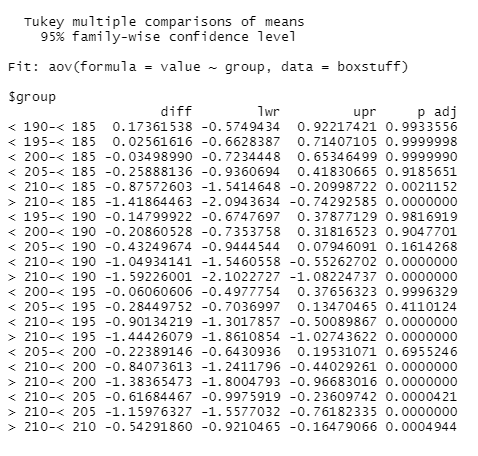 Tukey multiple comparisons of means
95% family-wise confidence level
Fit: aov(formula = value ~ group, data = boxstuff)
$group
diff lwr upr p adj
< 190-< 185 0.17361538 -0.5749434 0.92217421 0.9933556
< 195-< 185 0.02561616 -0.6628387 0.71407105 0.9999998
< 200-< 185 -0.03498990 -0.7234448 0.65346499 0.9999990
< 205-< 185 -0.25888136 -0.9360694 0.41830665 0.9185651
< 210-< 185 -0.87572603 -1.5414648 -0.20998722 0.0021152
> 210-< 185 -1.41864463 -2.0943634 -0.74292585 0.0000000
< 195-< 190 -0.14799922 -0.6747697 0.37877129 0.9816919
< 200-< 190 -0.20860528 -0.7353758 0.31816523 0.9047701
< 205-< 190 -0.43249674 -0.9444544 0.07946091 0.1614268
< 210-< 190 -1.04934141 -1.5460558 -0.55262702 0.0000000
> 210-< 190 -1.59226001 -2.1022727 -1.08224737 0.0000000
< 200-< 195 -0.06060606 -0.4977754 0.37656323 0.9996329
< 205-< 195 -0.28449752 -0.7036997 0.13470465 0.4110124
< 210-< 195 -0.90134219 -1.3017857 -0.50089867 0.0000000
> 210-< 195 -1.44426079 -1.8610854 -1.02743622 0.0000000
< 205-< 200 -0.22389146 -0.6430936 0.19531071 0.6955246
< 210-< 200 -0.84073613 -1.2411796 -0.44029261 0.0000000
> 210-< 200 -1.38365473 -1.8004793 -0.96683016 0.0000000
< 210-< 205 -0.61684467 -0.9975919 -0.23609742 0.0000421
> 210-< 205 -1.15976327 -1.5577032 -0.76182335 0.0000000
> 210-< 210 -0.54291860 -0.9210465 -0.16479066 0.0004944